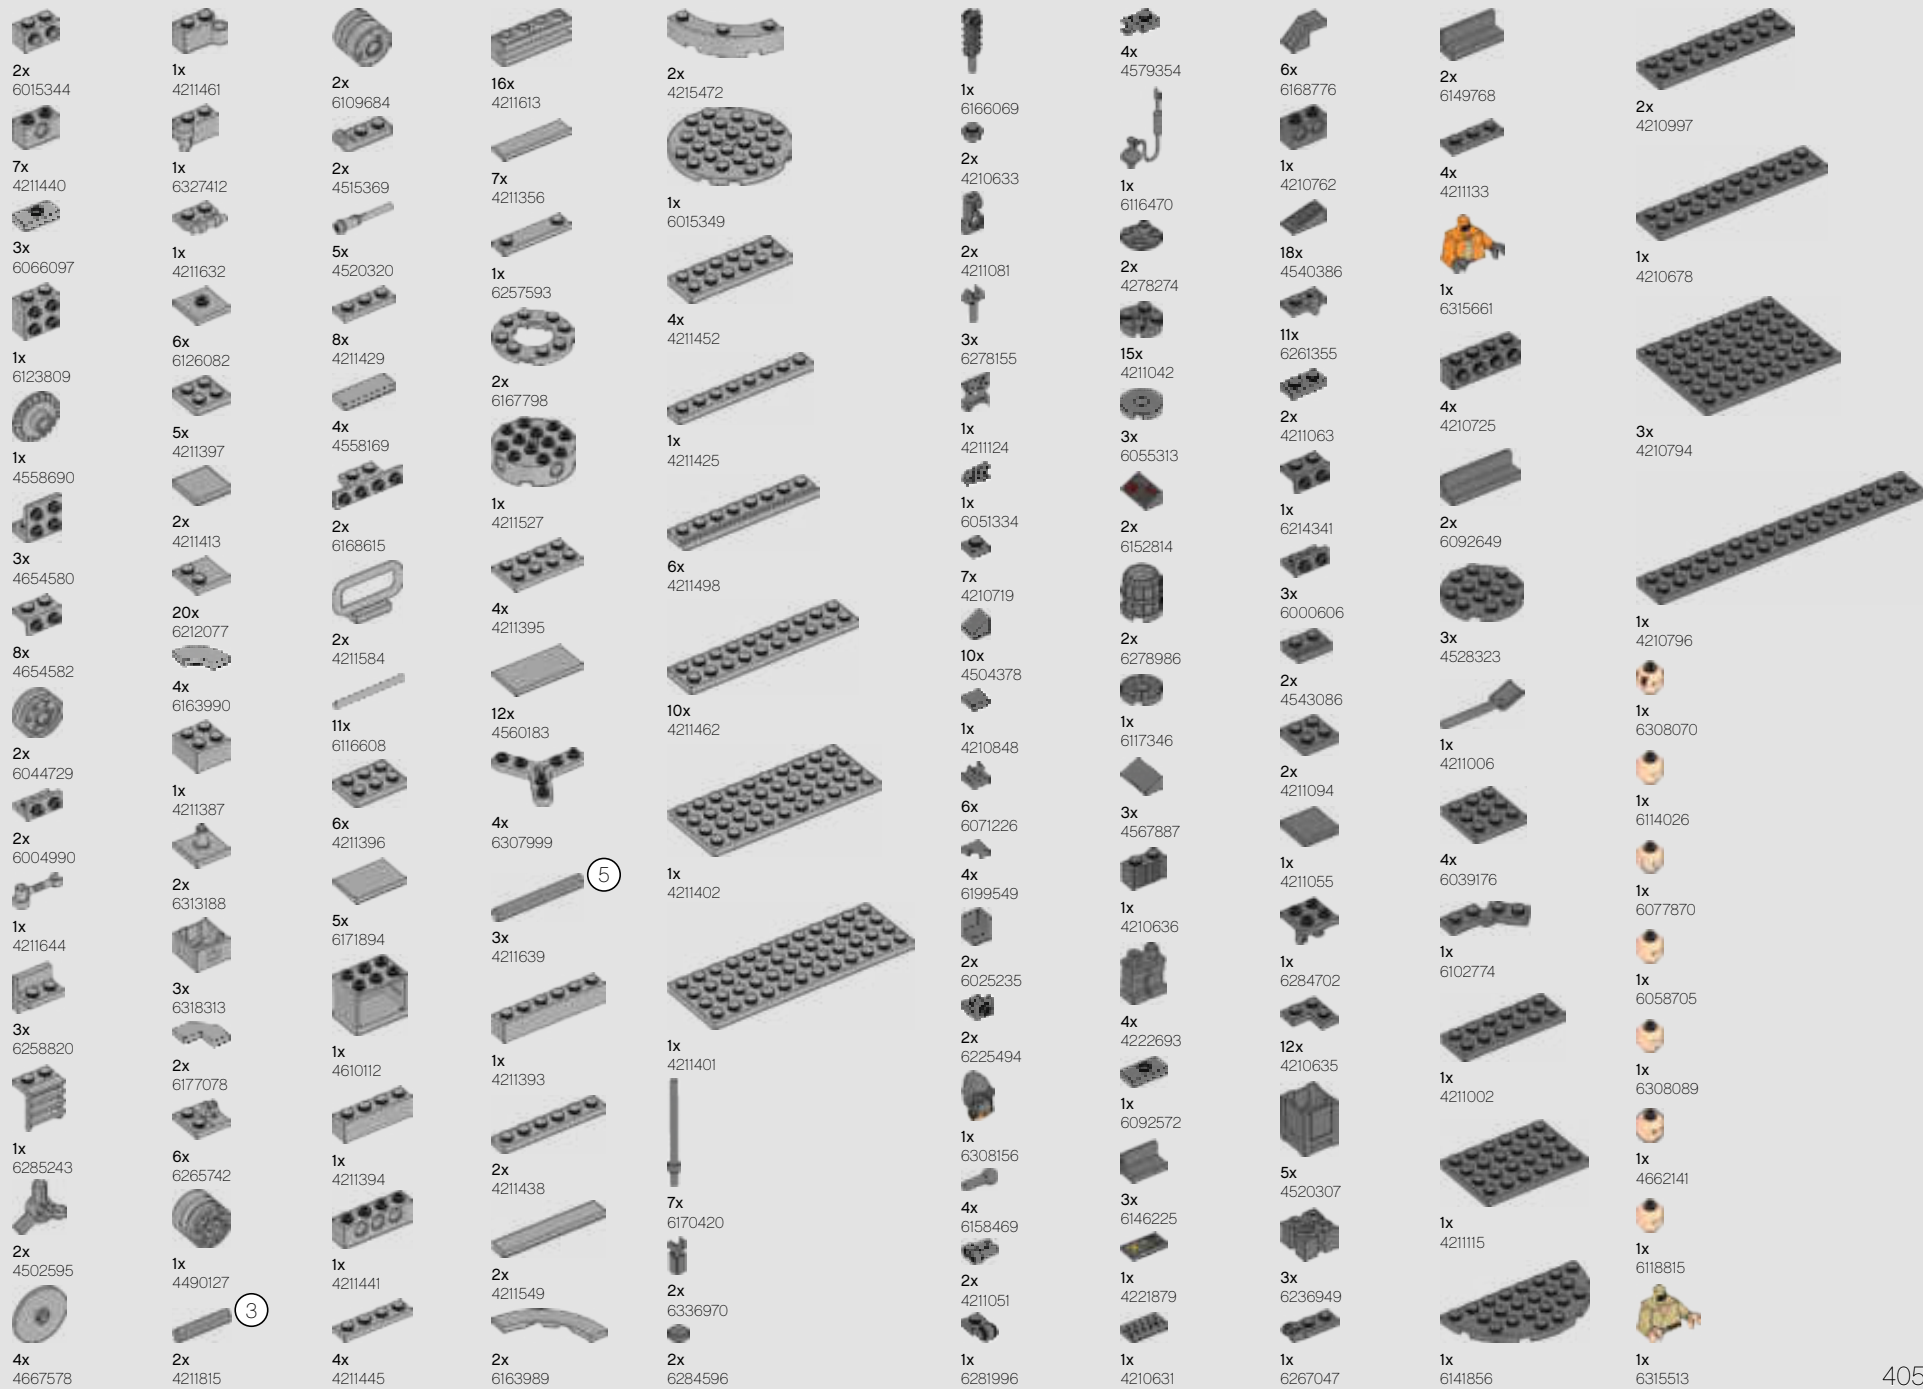 2x
6015344
7x
4211440
3x
6066097
1x
6123809
1x
4558690
3x
4654580
8x
4654582
2x
6044729
2x
6004990
1x
4211644
3x
6258820
1x
6285243
2x
4502595
4x
4667578
1x
4211461
1x
6327412
1x
4211632
6x
6126082
5x
4211397
2x
4211413
20x
6212077
4x
6163990
1x
4211387
2x
6313188
3x
6318313
2x
6177078
6x
6265742
1x
4490127
3
2x
4211815
2x
6109684
2x
4515369
5x
4520320
8x
4211429
4x
4558169
2x
6168615
2x
4211584
11x
6116608
6x
4211396
5x
6171894
1x
4610112
1x
4211394
1x
4211441
4x
4211445
16x
4211613
7x
4211356
1x
6257593
2x
6167798
1x
4211527
4x
4211395
12x
4560183
4x
6307999
5
3x
4211639
1x
4211393
2x
4211438
2x
4211549
2x
6163989
2x
4215472
1x
6015349
4x
4211452
1x
4211425
6x
4211498
10x
4211462
1x
4211402
1x
4211401
7x
6170420
2x
6336970
2x
6284596
1x
6166069
2x
4210633
2x
4211081
3x
6278155
1x
4211124
1x
6051334
7x
4210719
10x
4504378
1x
4210848
6x
6071226
4x
6199549
2x
6025235
2x
6225494
1x
6308156
4x
6158469
2x
4211051
1x
6281996
4x
4579354
1x
6116470
2x
4278274
15x
4211042
3x
6055313
2x
6152814
2x
6278986
1x
6117346
3x
4567887
1x
4210636
4x
4222693
1x
6092572
3x
6146225
1x
4221879
1x
4210631
6x
6168776
1x
4210762
18x
4540386
11x
6261355
2x
4211063
1x
6214341
3x
6000606
2x
4543086
2x
4211094
1x
4211055
1x
6284702
12x
4210635
5x
4520307
3x
6236949
1x
6267047
2x
6149768
4x
4211133
1x
6315661
4x
4210725
2x
6092649
3x
4528323
1x
4211006
4x
6039176
1x
6102774
1x
4211002
1x
4211115
1x
6141856
2x
4210997
1x
4210678
3x
4210794
1x
4210796
1x
6308070
1x
6114026
1x
6077870
1x
6058705
1x
6308089
1x
4662141
1x
6118815
1x
6315513
405